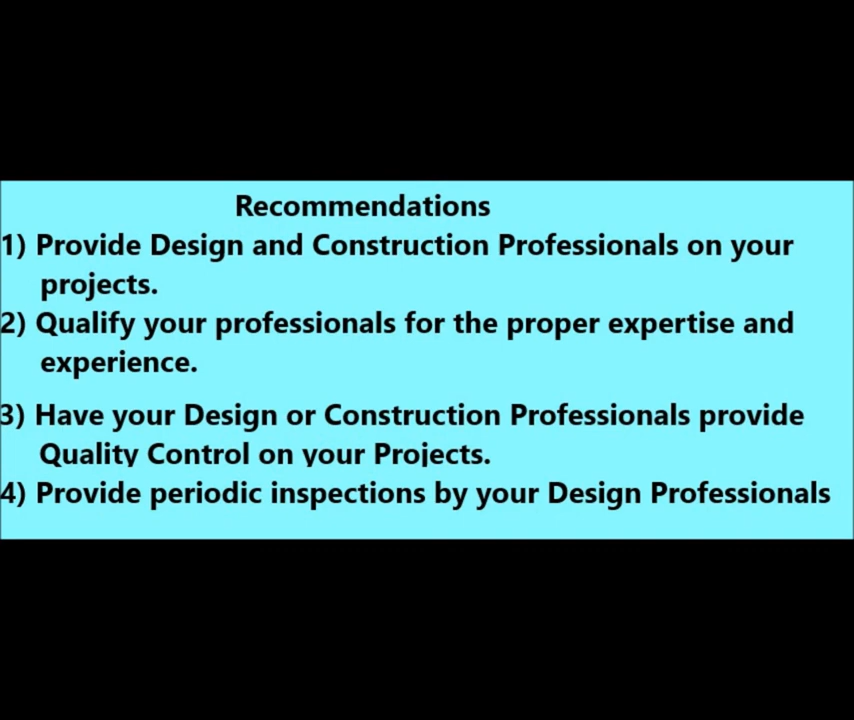 Recommendations
1) Provide Design and Construction Professionals on your
projects.
2) Qualify your professionals for the proper expertise and
experience.
3) Have your Design or Construction Professionals provide
Quality Control on your Projects.
4) Provide periodic inspections by your Design Professionals